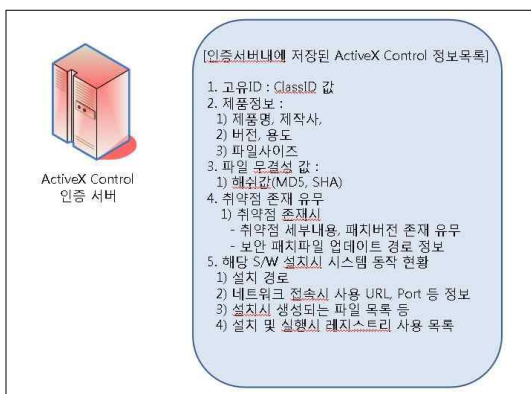 [인증서버내에 저장된 ActiveX Control 정보목록]
1. 고유ID : ClassID 값
2. 제품정보 :
1) 제품명, 제작사,
2) 버전, 용도
3) 파일사이즈
3. 파일 무결성 값 :
1) 해쉬값(MD5, SHA)
4. 취약점 존재 유무
1) 취약점 존재시
- 취약점 세부내용, 패치버전 존재 유무
- 보안 패치파일 업데이트 경로 정보
5. 해당 S/W 설치시 시스템 동작 현황
1) 설치 경로
2) 네트워크 접속시 사용 URL, Port 등 정보
3) 설치시 생성되는 파일 목록 등
4) 설치 및 실행시 레지스트리 사용 목록
ActiveX Control
인증 서버